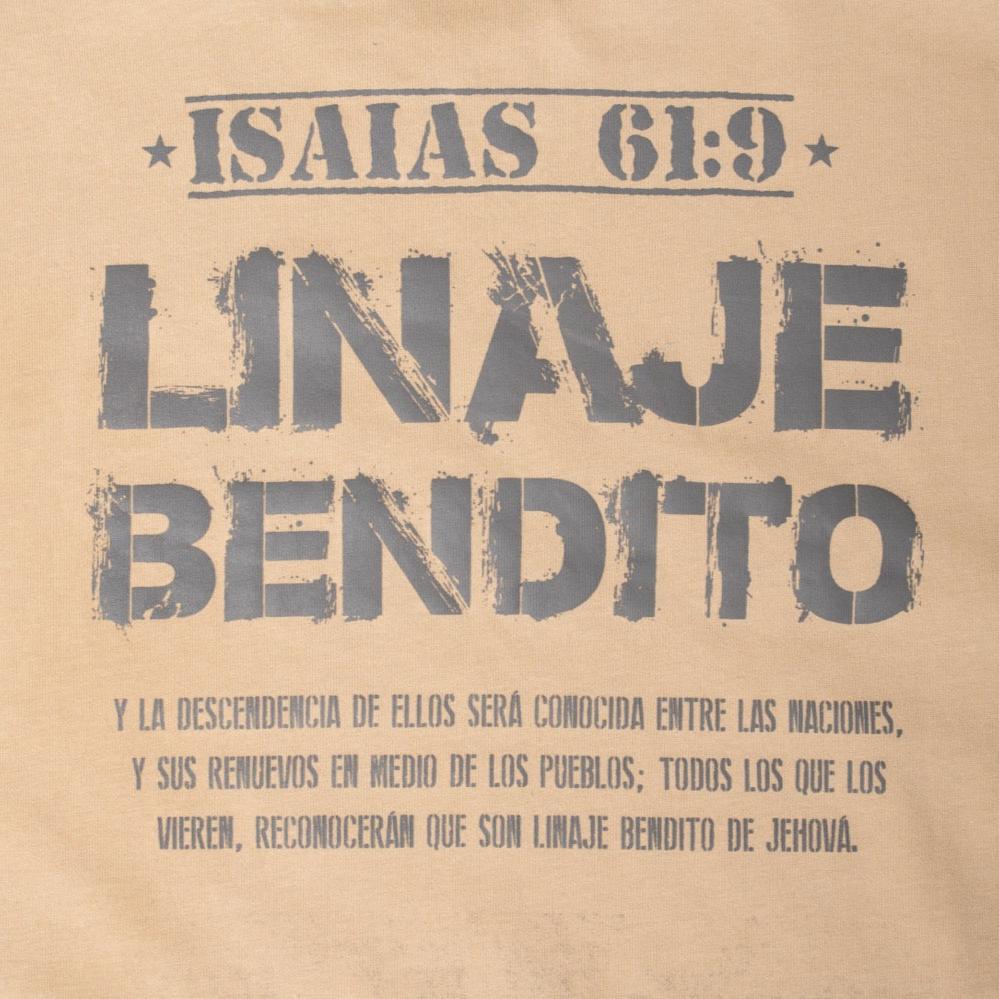 ISAIAS 61:9
LINAJE
BENDITO
Y LA DESCENDENCIA DE ELLOS SERÁ CONOCIDA ENTRE LAS NACIONES,
Y SUS RENUEVOS EN MEDIO DE LOS PUEBLOS; TODOS LOS QUE LOS
VIEREN, RECONOCERÁN QUE SON LINAJE BENDITO DE JEHOVÁ.